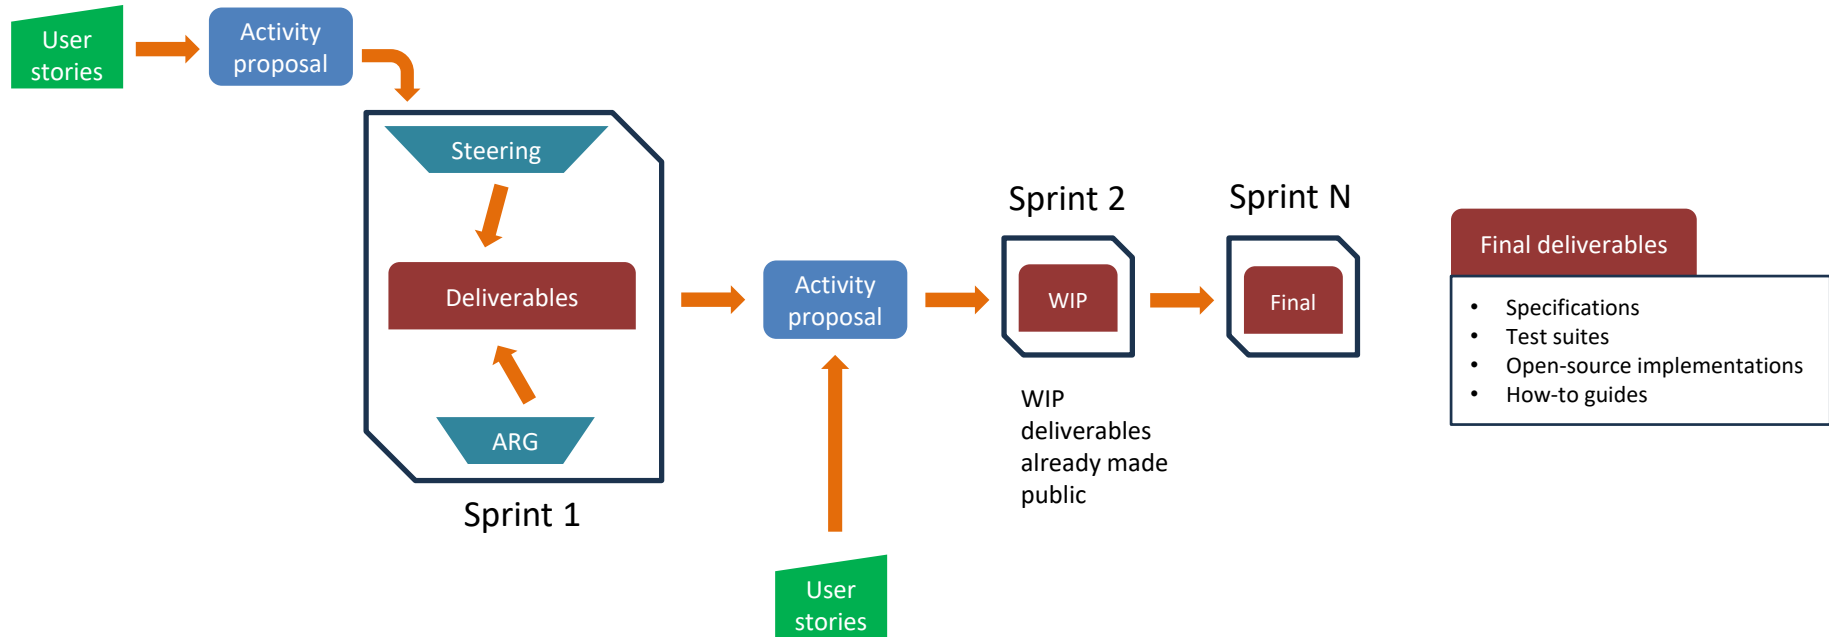 User
stories
Activity
proposal
Steering
Deliverables
ARG
Sprint 1
Activity
proposal
User
stories
Sprint 2
WIP
WIP
deliverables
already made
public
Sprint N
Final
Final deliverables
• Specifications
• Test suites
• Open-source implementations
• How-to guides